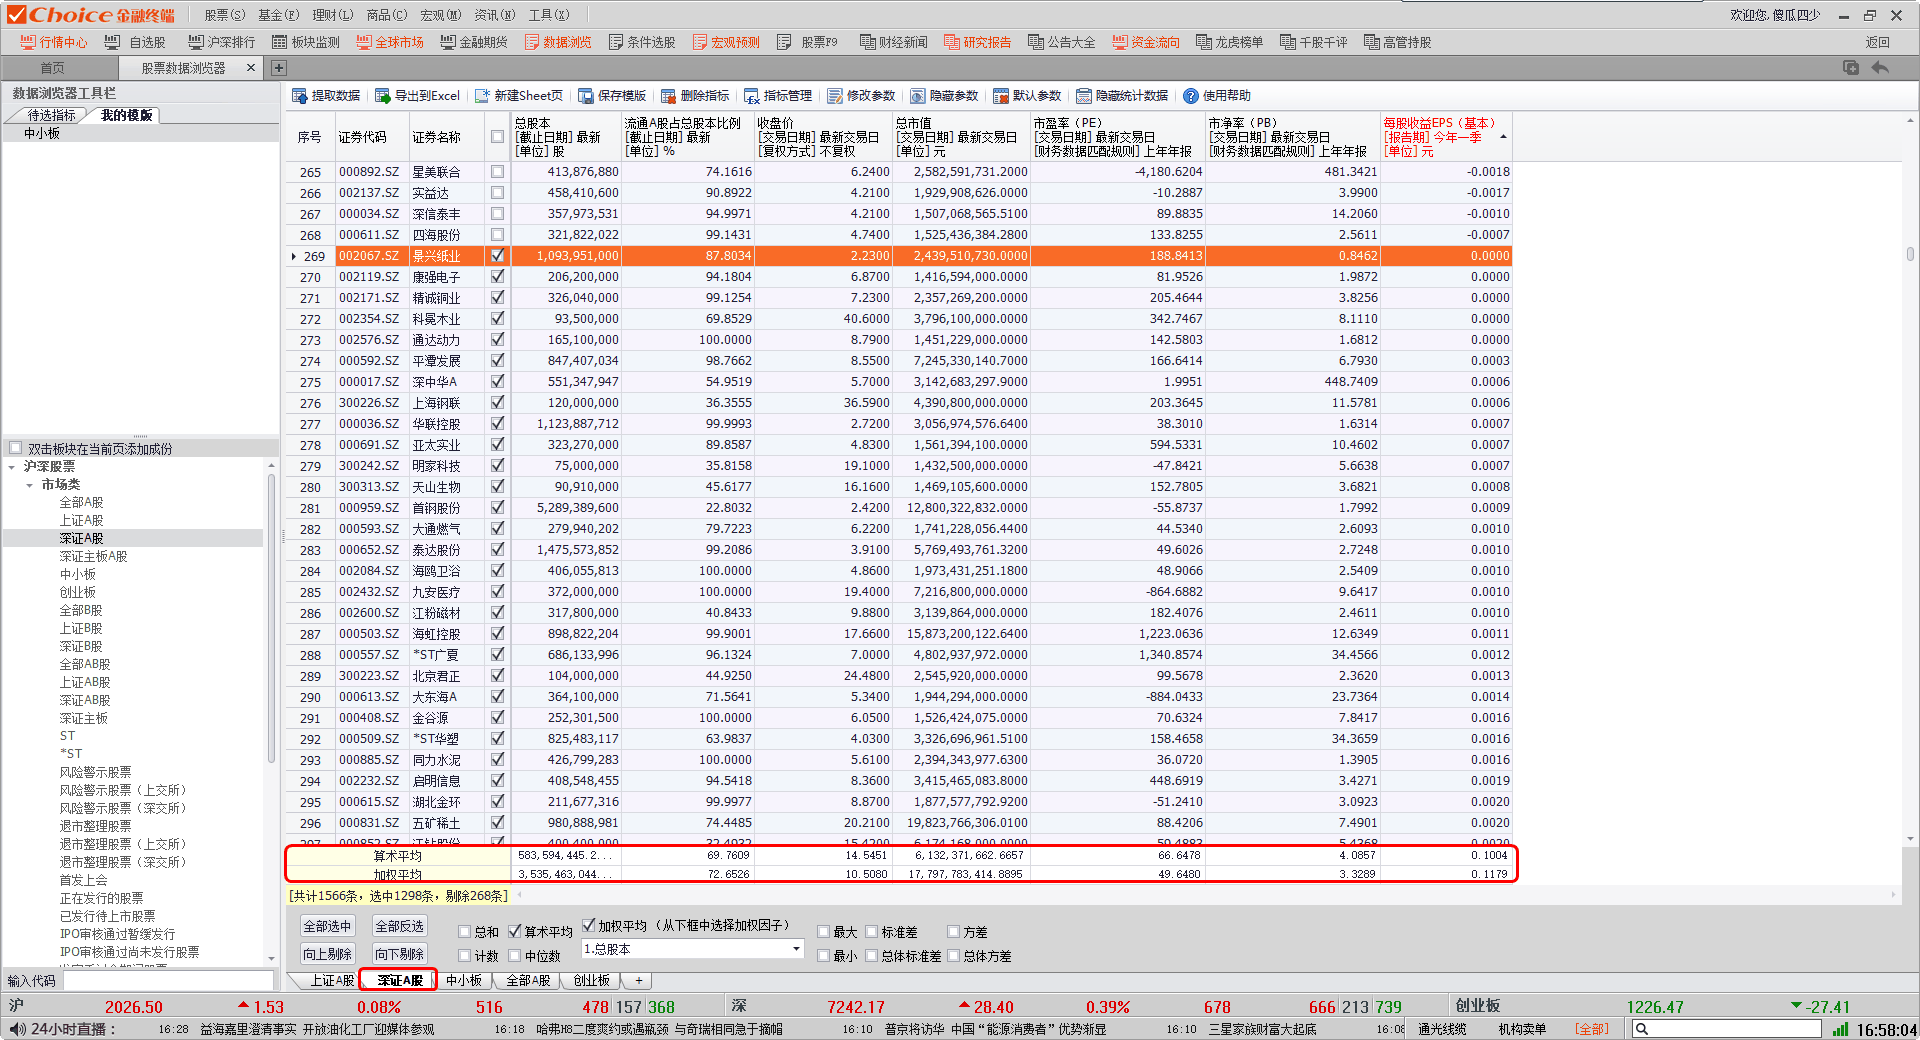 Choice 金融终端 股票(S) 基金(F) 理财(L) 商品(C) 宏观(M) 资讯(N) 工具(X) 欢迎您,傻瓜四少
行情中心 自选股 沪深排行 板块监测 全球市场 金融期货 数据浏览 条件选股 宏观预测 股票F9 财经新闻 研究报告 公告大全 资金流向 龙虎榜单 千股千评 高管持股 返回
首页 股票数据浏览器
数据浏览器工具栏
待选指标 我的模版
中小板
双击板块在当前页添加成份
沪深股票
市场类
全部A股
上证A股
深证A股
深证主板A股
中小板
创业板
全部B股
上证B股
深证B股
全部AB股
上证AB股
深证AB股
深证主板
ST
*ST
风险警示股票
风险警示股票（上交所）
风险警示股票（深交所）
退市整理股票
退市整理股票（上交所）
退市整理股票（深交所）
首发上会
正在发行的股票
已发行待上市股票
IPO审核通过暂缓发行
IPO审核通过尚未发行股票
输入代码
提取数据 导出到Excel 新建Sheet页 保存模版 删除指标 指标管理 修改参数 隐藏参数 默认参数 隐藏统计数据 使用帮助
序号 证券代码 证券名称
总股本 [截止日期] 最新 [单位] 股
流通A股占总股本比例 [截止日期] 最新 [单位] %
收盘价 [交易日期] 最新交易日 [复权方式] 不复权
总市值 [交易日期] 最新交易日 [单位] 元
市盈率（PE） [交易日期] 最新交易日 [财务数据匹配规则] 上年年报
市净率（PB） [交易日期] 最新交易日 [财务数据匹配规则] 上年年报
每股收益EPS（基本） [报告期] 今年一季 [单位] 元
265 000892.SZ 星美联合 413,876,880 74.1616 6.2400 2,582,591,731.2000 -4,180.6204 481.3421 -0.0018
266 002137.SZ 实益达 458,410,600 90.8922 4.2100 1,929,908,626.0000 -10.2887 3.9900 -0.0017
267 000034.SZ 深信泰丰 357,973,531 94.9971 4.2100 1,507,068,565.5100 89.8835 14.2060 -0.0010
268 000611.SZ 四海股份 321,822,022 99.1431 4.7400 1,525,436,384.2800 133.8255 2.5611 -0.0007
269 002067.SZ 景兴纸业 1,093,951,000 87.8034 2.2300 2,439,510,730.0000 188.8413 0.8462 0.0000
270 002119.SZ 康强电子 206,200,000 94.1804 6.8700 1,416,594,000.0000 81.9526 1.9872 0.0000
271 002171.SZ 精诚铜业 326,040,000 99.1254 7.2300 2,357,269,200.0000 205.4644 3.8256 0.0000
272 002354.SZ 科冕木业 93,500,000 69.8529 40.6000 3,796,100,000.0000 342.7467 8.1110 0.0000
273 002576.SZ 通达动力 165,100,000 100.0000 8.7900 1,451,229,000.0000 142.5803 1.6812 0.0000
274 000592.SZ 平潭发展 847,407,034 98.7662 8.5500 7,245,330,140.7000 166.6414 6.7930 0.0003
275 000017.SZ 深中华A 551,347,947 54.9519 5.7000 3,142,683,297.9000 1.9951 448.7409 0.0006
276 300226.SZ 上海钢联 120,000,000 36.3555 36.5900 4,390,800,000.0000 203.3645 11.5781 0.0006
277 000036.SZ 华联控股 1,123,887,712 99.9993 2.7200 3,056,974,576.6400 38.3010 1.6314 0.0007
278 000691.SZ 亚太实业 323,270,000 89.8587 4.8300 1,561,394,100.0000 594.5331 10.4602 0.0007
279 300242.SZ 明家科技 75,000,000 35.8158 19.1000 1,432,500,000.0000 -47.8421 5.6638 0.0007
280 300313.SZ 天山生物 90,910,000 45.6177 16.1600 1,469,105,600.0000 152.7805 3.6821 0.0008
281 000959.SZ 首钢股份 5,289,389,600 22.8032 2.4200 12,800,322,832.0000 -55.8737 1.7992 0.0009
282 000593.SZ 大通燃气 279,940,202 79.7223 6.2200 1,741,228,056.4400 44.5340 2.6093 0.0010
283 000652.SZ 泰达股份 1,475,573,852 99.2086 3.9100 5,769,493,761.3200 49.6026 2.7248 0.0010
284 002084.SZ 海鸥卫浴 406,055,813 100.0000 4.8600 1,973,431,251.1800 48.9066 2.5409 0.0010
285 002432.SZ 九安医疗 372,000,000 100.0000 19.4000 7,216,800,000.0000 -864.6882 9.6417 0.0010
286 002600.SZ 江粉磁材 317,800,000 40.8433 9.8800 3,139,864,000.0000 182.4076 2.4611 0.0010
287 000503.SZ 海虹控股 898,822,204 99.9001 17.6600 15,873,200,122.6400 1,223.0636 12.6349 0.0011
288 000557.SZ *ST广夏 686,133,996 96.1324 7.0000 4,802,937,972.0000 1,340.8574 34.4566 0.0012
289 300223.SZ 北京君正 104,000,000 44.9250 24.4800 2,545,920,000.0000 99.5678 2.3620 0.0013
290 000613.SZ 大东海A 364,100,000 71.5641 5.3400 1,944,294,000.0000 -884.0433 23.7364 0.0014
291 000408.SZ 金谷源 252,301,500 100.0000 6.0500 1,526,424,075.0000 70.6324 7.8417 0.0016
292 000509.SZ *ST华塑 825,483,117 63.9837 4.0300 3,326,696,961.5100 158.4658 34.3659 0.0016
293 000885.SZ 同力水泥 426,799,283 100.0000 5.6100 2,394,343,977.6300 36.0720 1.3905 0.0016
294 002232.SZ 启明信息 408,548,455 94.5418 8.3600 3,415,465,083.8000 448.6919 3.4271 0.0019
295 000615.SZ 湖北金环 211,677,316 99.9977 8.8700 1,877,577,792.9200 -51.2410 3.0923 0.0020
296 000831.SZ 五矿稀土 980,888,981 74.4485 20.2100 19,823,766,306.0100 88.4206 7.4901 0.0020
算术平均 583,594,445.2... 69.7609 14.5451 6,132,371,662.6657 66.6478 4.0857 0.1004
加权平均 3,535,463,044... 72.6526 10.5080 17,797,783,414.8895 49.6480 3.3289 0.1179
[共计1566条，选中1298条，剔除268条]
全部选中 全部反选 总和 算术平均 加权平均 （从下框中选择加权因子） 最大 标准差 方差
向上剔除 向下剔除 计数 中位数 1.总股本 最小 总体标准差 总体方差
上证A股 深证A股 中小板 全部A股 创业板 +
沪 2026.50 1.53 0.08% 516 478 157 368 深 7242.17 28.40 0.39% 678 666 213 739 创业板 1226.47 -27.41
24小时直播： 16:28 益海嘉里澄清事实 开放油化工厂迎媒体参观 16:18 哈弗H8二度爽约或遇瓶颈 与奇瑞相同急于摘帽 16:10 普京将访华 中国“能源消费者”优势渐显 16:10 三星家族财富大起底 通光线缆 机构卖单 [全部] 16:58:04